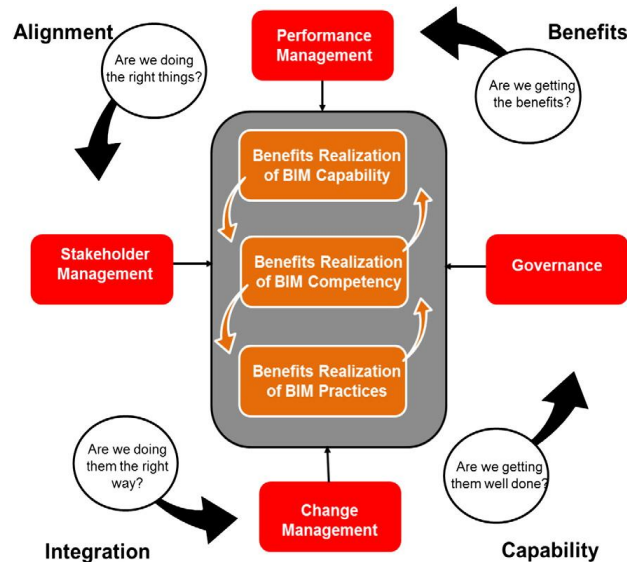 Alignment
Performance
Management
Benefits
Are we doing
the right things?
Are we getting
the benefits?
Benefits Realization
of BIM Capability
Stakeholder
Management
Benefits Realization
of BIM Competency
Governance
Benefits Realization
of BIM Practices
Are we doing
them the right
way?
Are we getting
them well done?
Change
Management
Integration
Capability